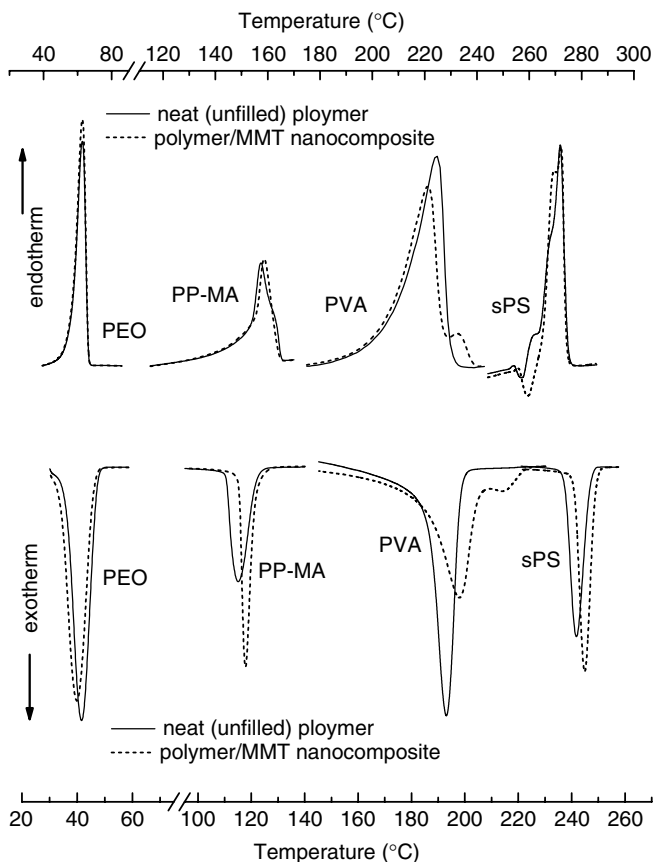 Temperature (°C)
40 80 120 140 160 180 200 220 240 260 280 300
neat (unfilled) ploymer
polymer/MMT nanocomposite
endotherm
PEO
PP-MA
PVA
sPS
exotherm
PEO
PP-MA
PVA
sPS
neat (unfilled) ploymer
polymer/MMT nanocomposite
20 40 60 100 120 140 160 180 200 220 240 260
Temperature (°C)